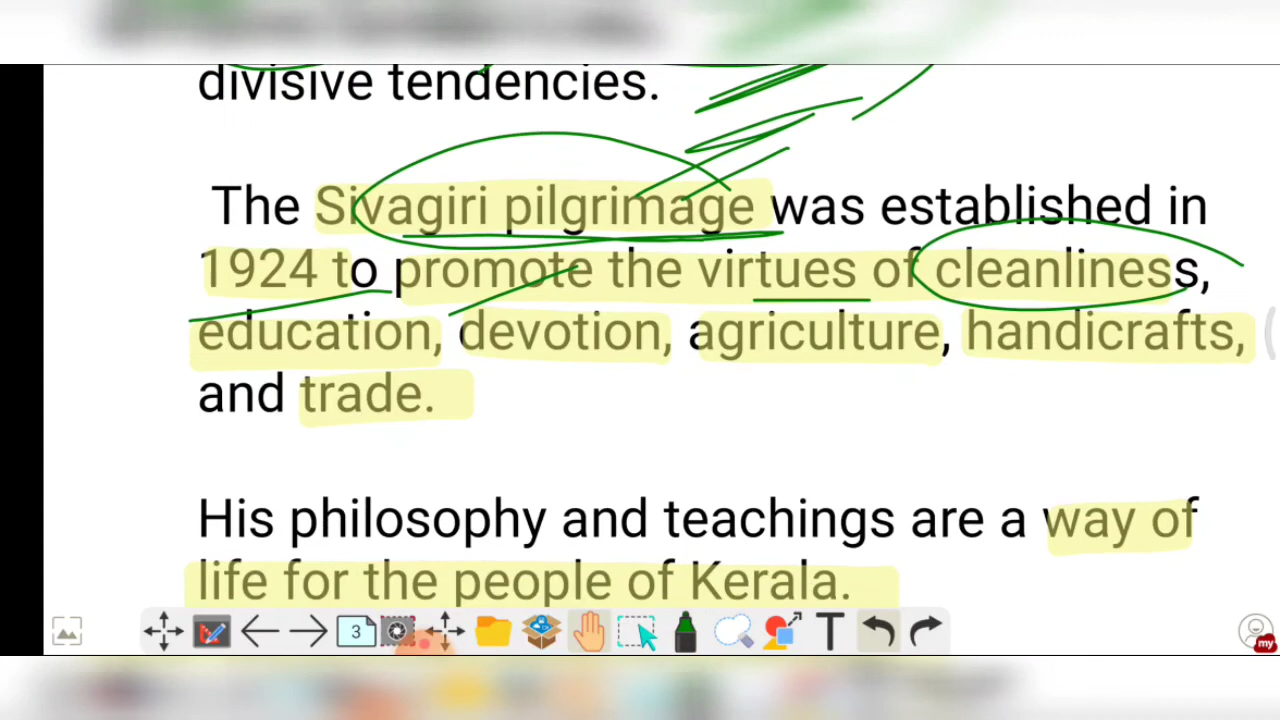 divisive tendencies.
The Sivagiri pilgrimage was established in
1924 to promote the virtues of cleanliness,
education, devotion, agriculture, handicrafts,
and trade.
His philosophy and teachings are a way of
life for the people of Kerala.
3
T
my